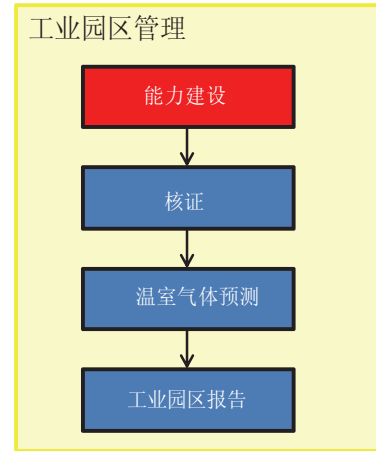 工业园区管理
能力建设
核证
温室气体预测
工业园区报告